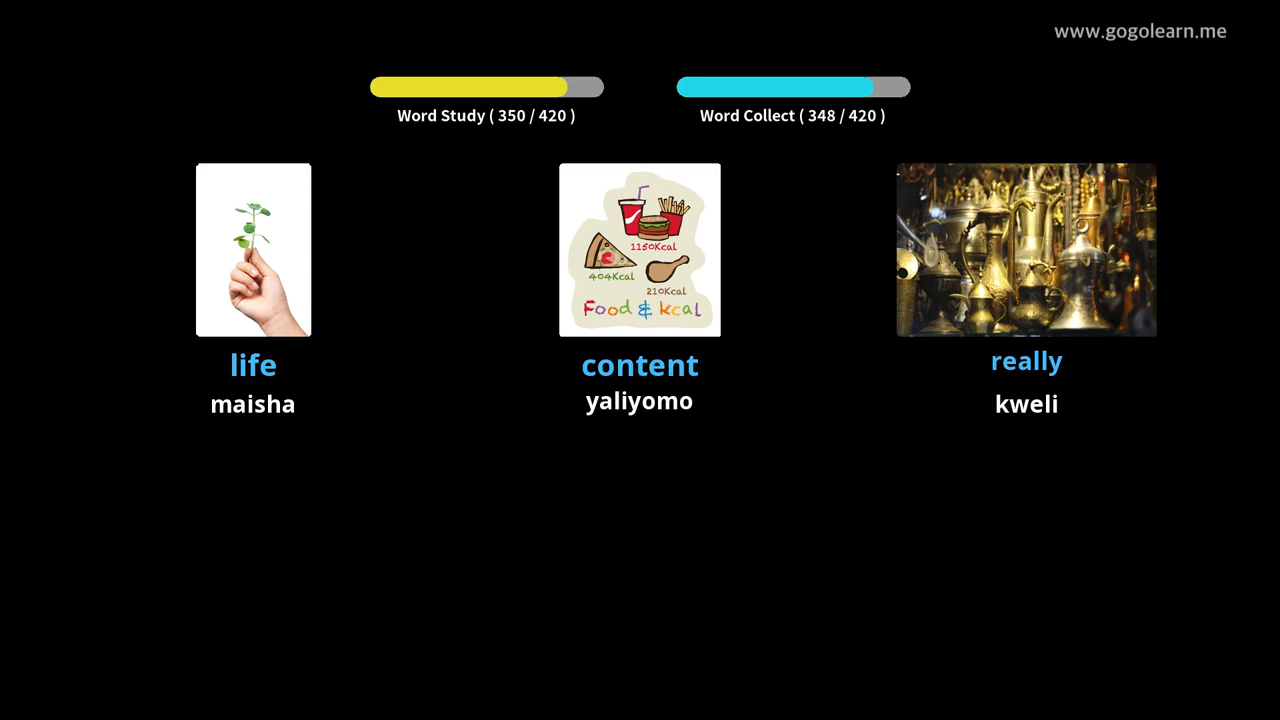 www.gogolearn.me
Word Study ( 350 / 420 )
Word Collect ( 348 / 420 )
1150Kcal
404Kcal
210Kcal
Food & kcal
life
content
really
maisha
yaliyomo
kweli